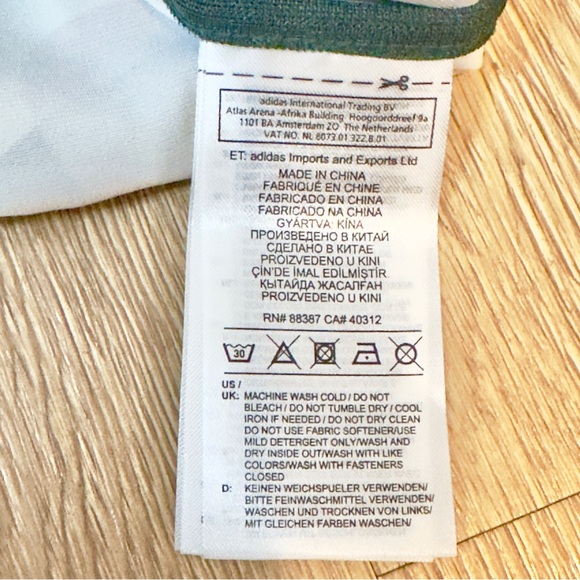 adidas International Trading BV
Atlas Arena -Afrika Building Hoogoorddreef 9a
1101 BA Amsterdam ZO The Netherlands
VAT NO. NL 8073.01.322.B.01
ET: adidas Imports and Exports Ltd
MADE IN CHINA
FABRIQUÉ EN CHINE
FABRICADO EN CHINA
FABRICADO NA CHINA
GYÁRTVA: KÍNA
ПРОИЗВЕДЕНО В КИТАЙ
СДЕЛАНО В КИТАЕ
PROIZVEDENO U KINI
ÇİN'DE İMAL EDİLMİŞTİR
ҚЫТАЙДА ЖАСАЛҒАН
PROIZVEDENO U KINI
RN# 88387 CA# 40312
30
US /
UK: MACHINE WASH COLD / DO NOT
BLEACH / DO NOT TUMBLE DRY / COOL
IRON IF NEEDED / DO NOT DRY CLEAN
DO NOT USE FABRIC SOFTENER/USE
MILD DETERGENT ONLY/WASH AND
DRY INSIDE OUT/WASH WITH LIKE
COLORS/WASH WITH FASTENERS
CLOSED
D: KEINEN WEICHSPUELER VERWENDEN/
BITTE FEINWASCHMITTEL VERWENDEN/
WASCHEN UND TROCKNEN VON LINKS/
MIT GLEICHEN FARBEN WASCHEN/